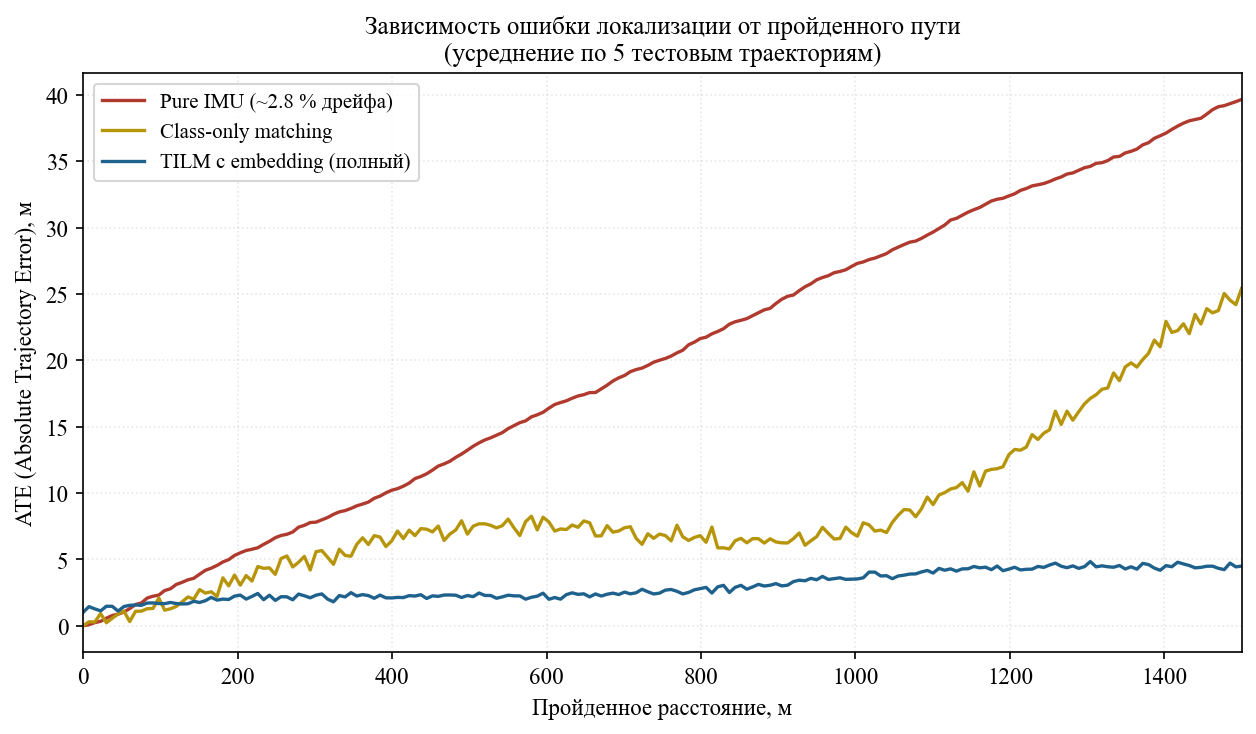 Зависимость ошибки локализации от пройденного пути
(усреднение по 5 тестовым траекториям)
Pure IMU (~2.8 % дрейфа)
Class-only matching
TILM с embedding (полный)
ATE (Absolute Trajectory Error), м
40
35
30
25
20
15
10
5
0
0 200 400 600 800 1000 1200 1400
Пройденное расстояние, м